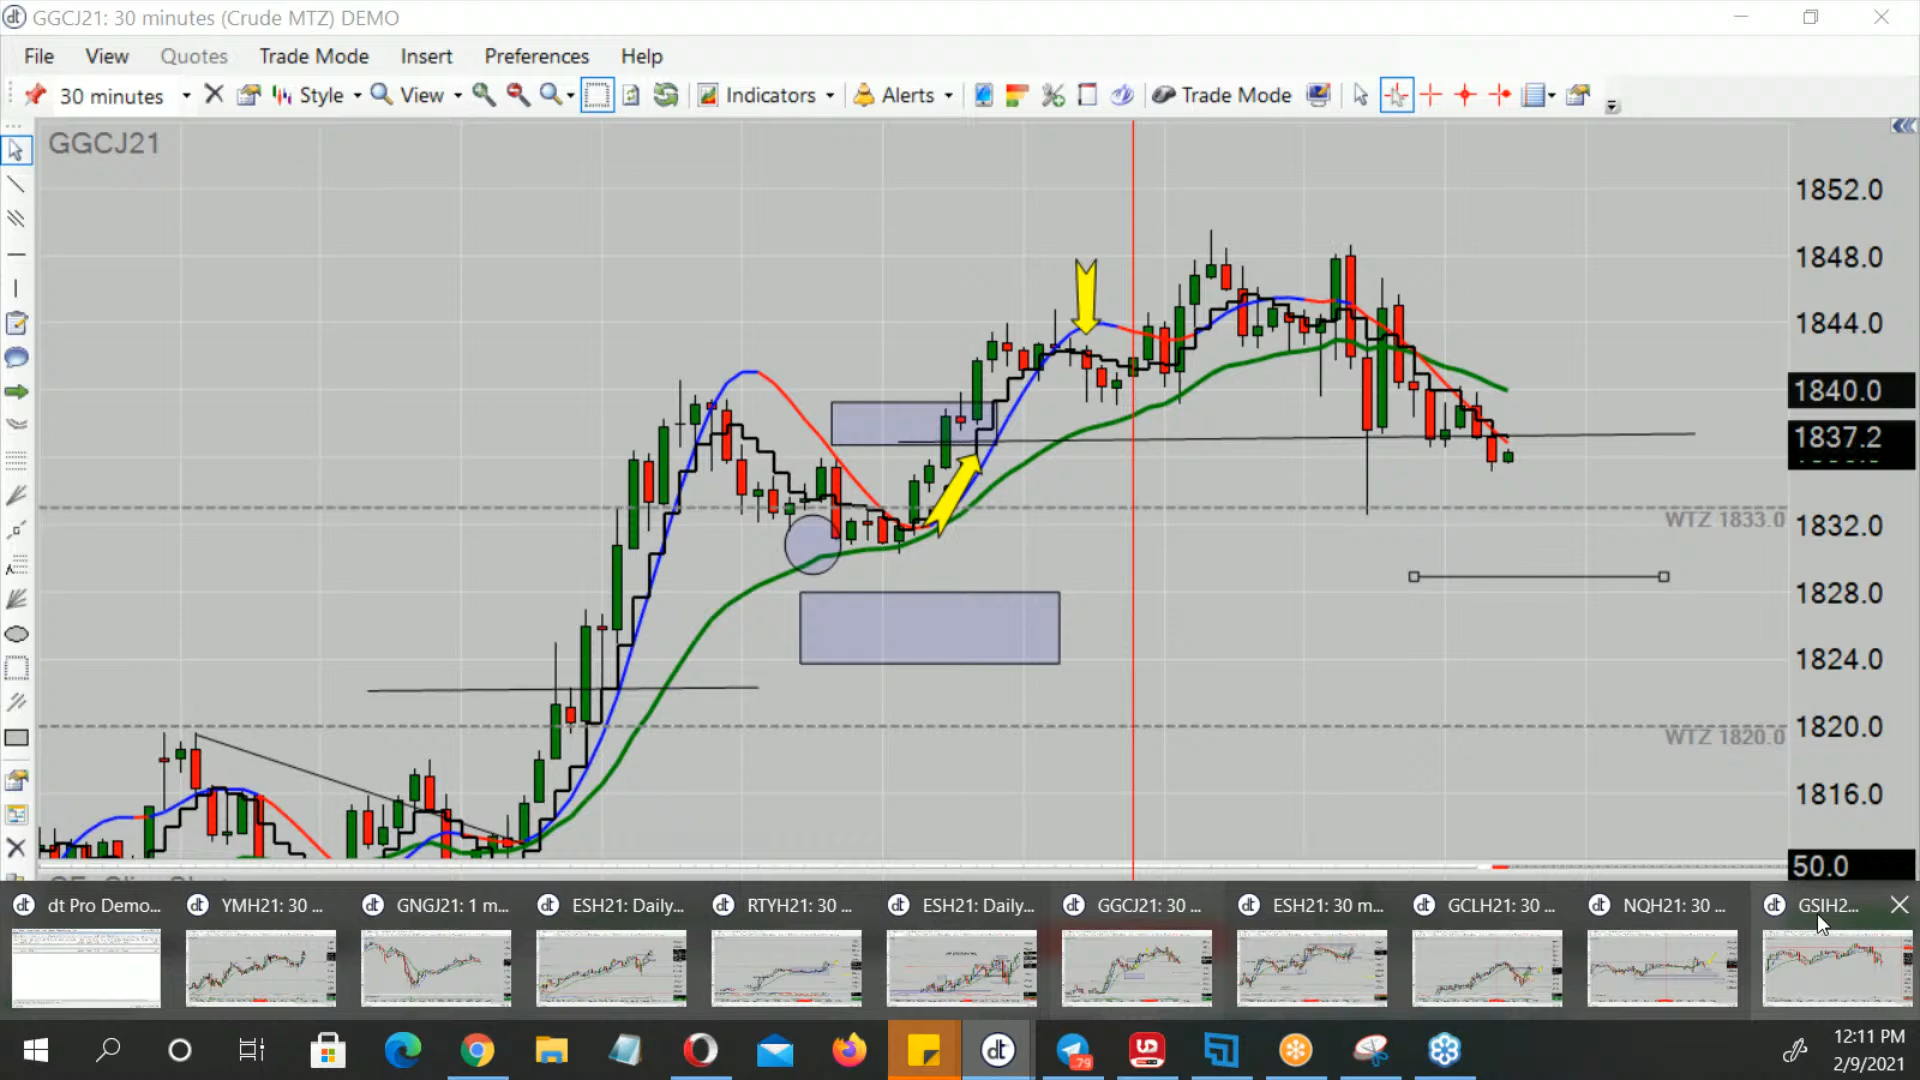 GGCJ21: 30 minutes (Crude MTZ) DEMO
File View Quotes Trade Mode Insert Preferences Help
30 minutes Style View Indicators Alerts Trade Mode
GGCJ21
1852.0
1848.0
1844.0
1840.0
1837.2
WTZ 1833.0
1832.0
1828.0
1824.0
1820.0
WTZ 1820.0
1816.0
50.0
dt Pro Demo... YMH21: 30 ... GNGJ21: 1 m... ESH21: Daily,... RTYH21: 30 ... ESH21: Daily,... GGCJ21: 30 ... ESH21: 30 m... GCLH21: 30 ... NQH21: 30 ... GSIH2...
79
12:11 PM
2/9/2021